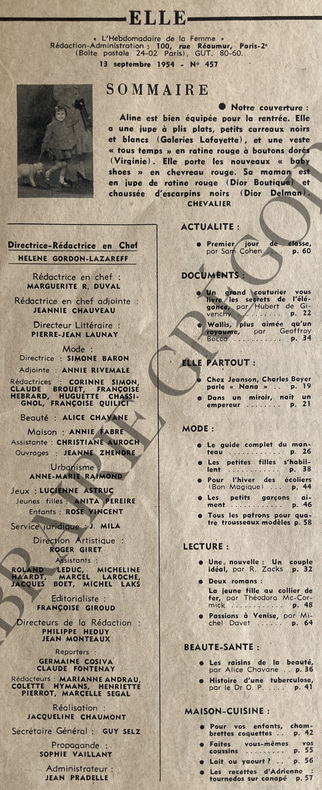 ELLE
« L'Hebdomadaire de la Femme »
Rédaction-Administration : 100, rue Réaumur, Paris-2e
(Boîte postale 24-02 Paris), GUT. 80-60.
13 septembre 1954 - N° 457
SOMMAIRE
● Notre couverture :
Aline est bien équipée pour la rentrée. Elle
a une jupe à plis plats, petits carreaux noirs
et blancs (Galeries Lafayette), et une veste
« tous temps » en ratine rouge à boutons dorés
(Virginie). Elle porte les nouveaux « baby
shoes » en chevreau rouge. Sa maman est
en jupe de ratine rouge (Dior Boutique) et
chaussée d'escarpins noirs (Dior Delman).
CHEVALIER
Directrice-Rédactrice en Chef
HELENE GORDON-LAZAREFF
Rédactrice en chef :
MARGUERITE R. DUVAL
Rédactrice en chef adjointe :
JEANNIE CHAUVEAU
Directeur Littéraire :
PIERRE-JEAN LAUNAY
Mode :
Directrice : SIMONE BARON
Adjointe : ANNIE RIVEMALE
Rédactrices : CORINNE SIMON,
CLAUDE BROUET, FRANÇOISE
HEBRARD, HUGUETTE CHASSI-
GNOL, FRANÇOISE QUILICI
Beauté : ALICE CHAVANE
Maison : ANNIE FABRE
Assistante : CHRISTIANE AUROCH
Ouvrages : JEANNE ZHENDRE
Urbanisme :
ANNE-MARIE RAIMOND
Jeux : LUCIENNE ASTRUC
Jeunes filles : ANITA PEREIRE
Enfants : ROSE VINCENT
Service juridique : J. MILA
Direction Artistique :
ROGER GIRET
Assistants :
ROLAND LEDUC, MICHELINE
HAARDT, MARCEL LAROCHE,
JACQUES BOET, MICHEL LAKS
Editorialiste :
FRANÇOISE GIROUD
Directeurs de la Rédaction :
PHILIPPE HEDUY
JEAN MONTEAUX
Reporters :
GERMAINE COSIVA
CLAUDE FONTENAY
Rédacteurs : MARIANNE ANDRAU,
COLETTE HYMANS, HENRIETTE
PIERROT, MARCELLE SEGAL
Réalisation :
JACQUELINE CHAUMONT
Secrétaire Général : GUY SELZ
Propagande :
SOPHIE VAILLANT
Administrateur :
JEAN PRADELLE
ACTUALITE :
● Premier jour de classe,
par Sam Cohen .. p. 60
DOCUMENTS :
● Un grand couturier vous
livre les secrets de l'élé-
gance, par Hubert de Gi-
venchy .. p. 22
● Wallis, plus aimée qu'un
royaume, par Geoffroy
Bocca .. p. 34
ELLE PARTOUT :
● Chez Jeanson, Charles Boyer
parle « Nana » .. p. 19
● Dans un miroir, naît un
empereur .. p. 21
MODE :
● Le guide complet du man-
teau .. p. 26
● Les petites filles s'habil-
lent .. p. 38
● Pour l'hiver des écoliers
(Bon Magique) .. p. 44
● Les petits garçons ai-
ment .. p. 46
● Tous les patrons pour qua-
tre trousseaux modèles p. 58
LECTURE :
● Une nouvelle : Un couple
idéal, par R. Zacks p. 32
● Deux romans :
La jeune fille au collier de
fer, par Théodora Mc-Cor-
mick .. p. 48
● Passions à Venise, par Mi-
chel Davet .. p. 64
BEAUTE-SANTE :
● Les raisins de la beauté,
par Alice Chavane .. p. 36
● Histoire d'une tuberculose,
par le Dr O. P. .. p. 41
MAISON-CUISINE :
● Pour vos enfants, cham-
brettes coquettes .. p. 42
● Faites vous-mêmes vos
coussins .. p. 55
● Lait ou yaourt ? .. p. 56
● Les recettes d'Adrienne :
tournedos sur canapé p. 57
LIBRAIRIE GREGOIR